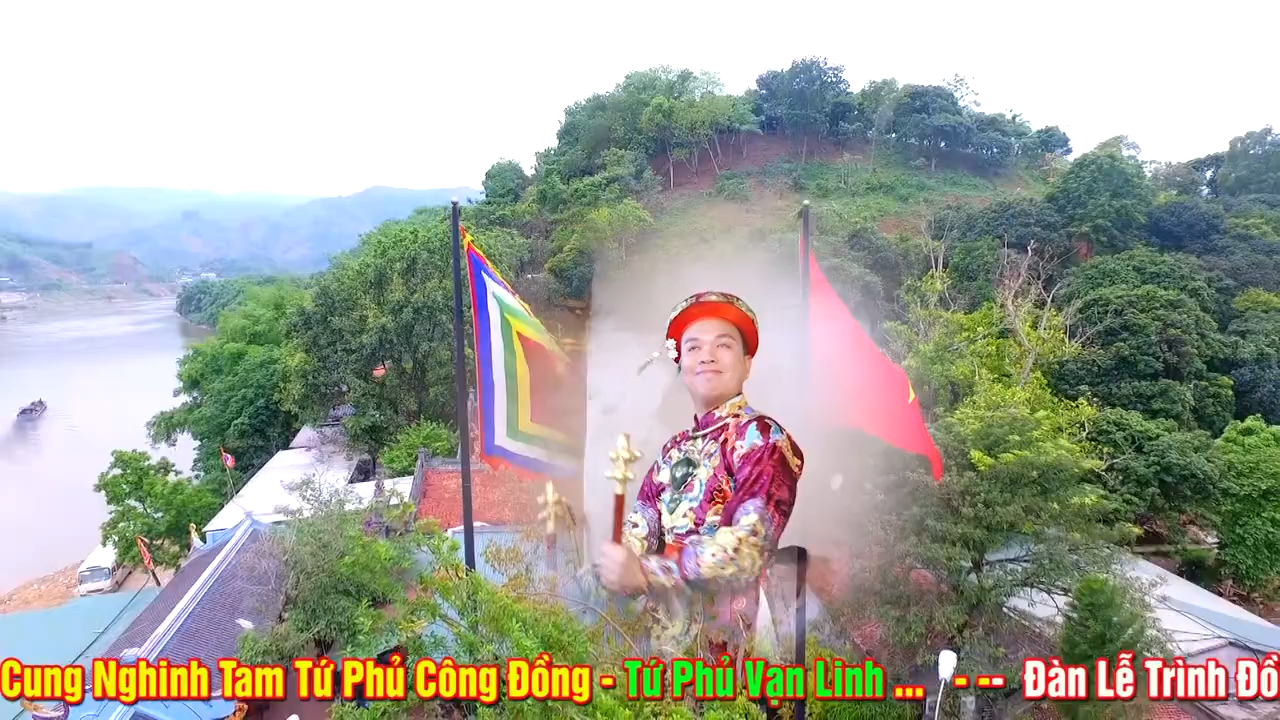 Cung Nghinh Tam Tứ Phủ Công Đồng - Tứ Phủ Vạn Linh ... - -- Đàn Lễ Trình Đồ